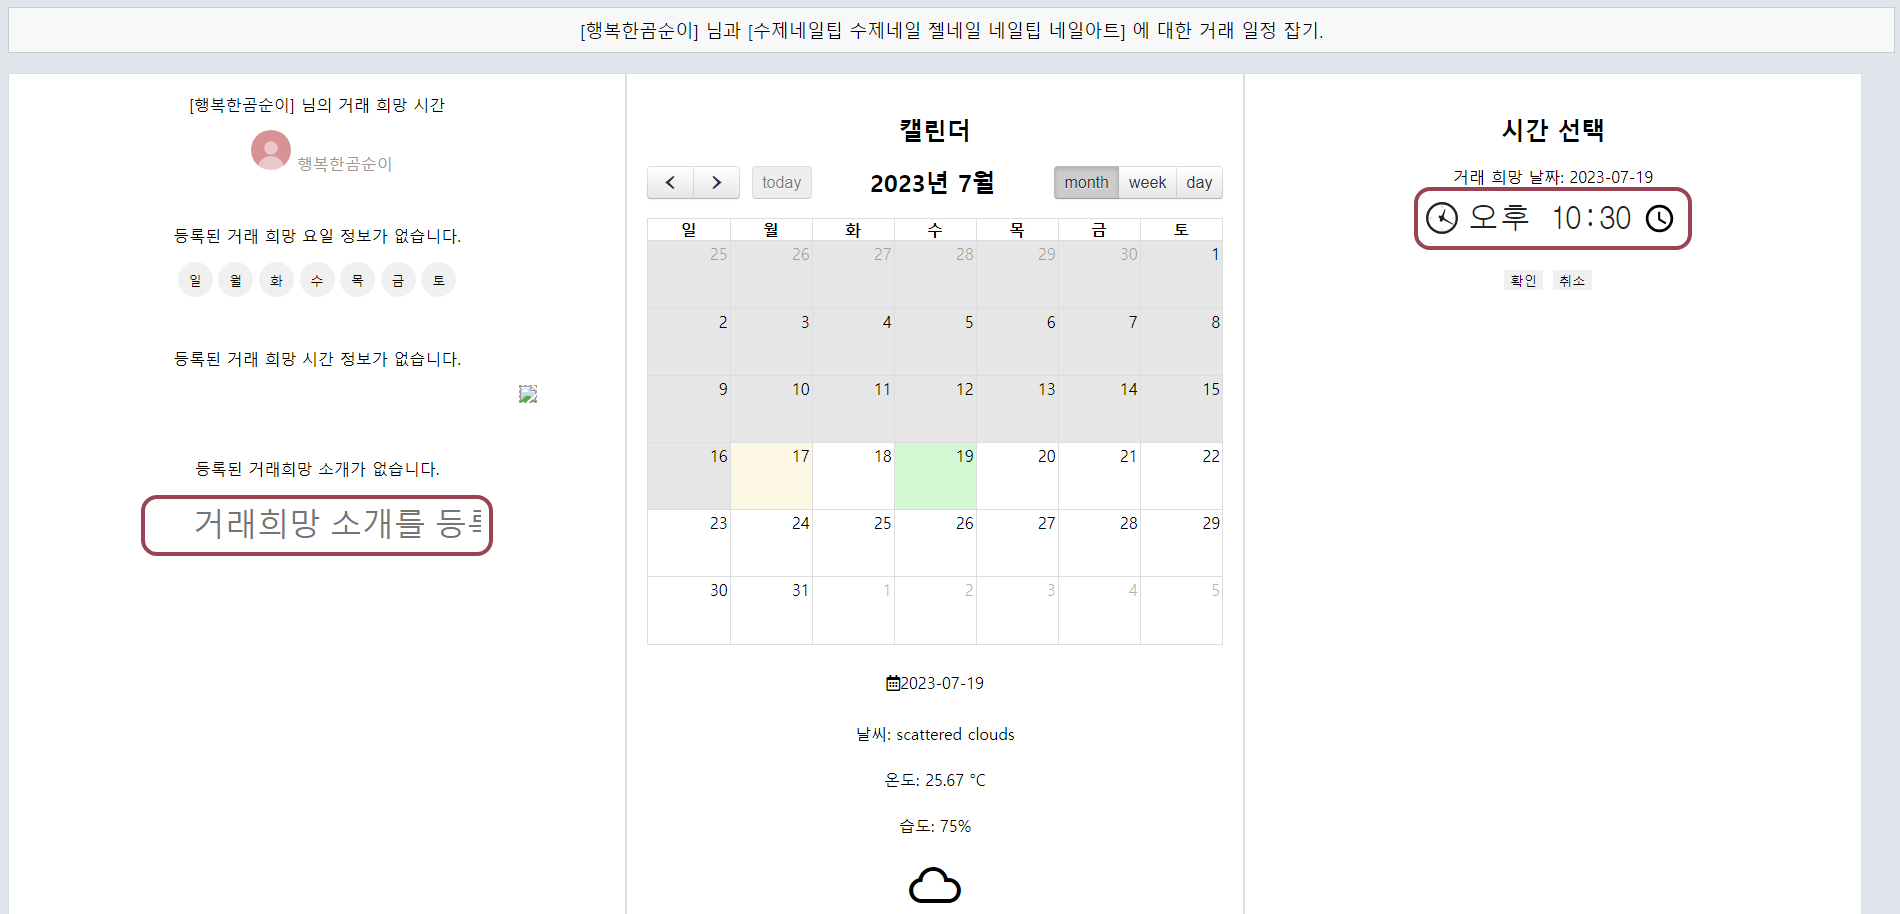 [행복한곰순이] 님과 [수제네일팁 수제네일 젤네일 네일팁 네일아트] 에 대한 거래 일정 잡기.
[행복한곰순이] 님의 거래 희망 시간
행복한곰순이
등록된 거래 희망 요일 정보가 없습니다.
일 월 화 수 목 금 토
등록된 거래 희망 시간 정보가 없습니다.
등록된 거래희망 소개가 없습니다.
거래희망 소개를 등
캘린더
today 2023년 7월 month week day
일 월 화 수 목 금 토
25 26 27 28 29 30 1
2 3 4 5 6 7 8
9 10 11 12 13 14 15
16 17 18 19 20 21 22
23 24 25 26 27 28 29
30 31 1 2 3 4 5
2023-07-19
날씨: scattered clouds
온도: 25.67 °C
습도: 75%
시간 선택
거래 희망 날짜: 2023-07-19
오후 10:30
확인 취소